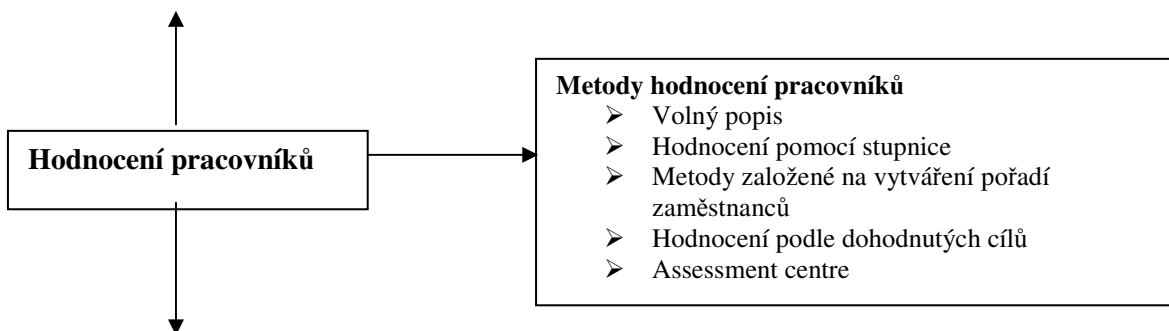 Hodnocení pracovníků
Metody hodnocení pracovníků
➢ Volný popis
➢ Hodnocení pomocí stupnice
➢ Metody založené na vytváření pořadí
zaměstnanců
➢ Hodnocení podle dohodnutých cílů
➢ Assessment centre